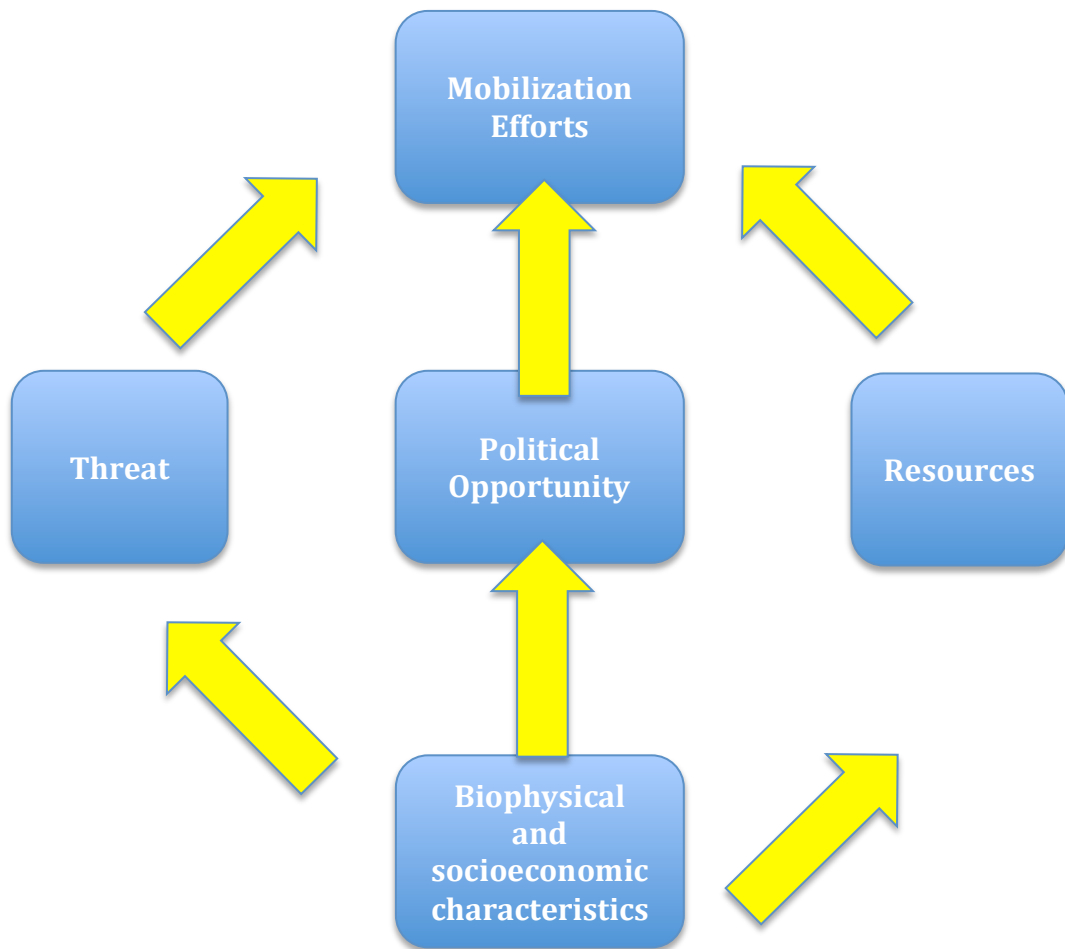 Mobilization
Efforts
Threat
Political
Opportunity
Resources
Biophysical
and
socioeconomic
characteristics